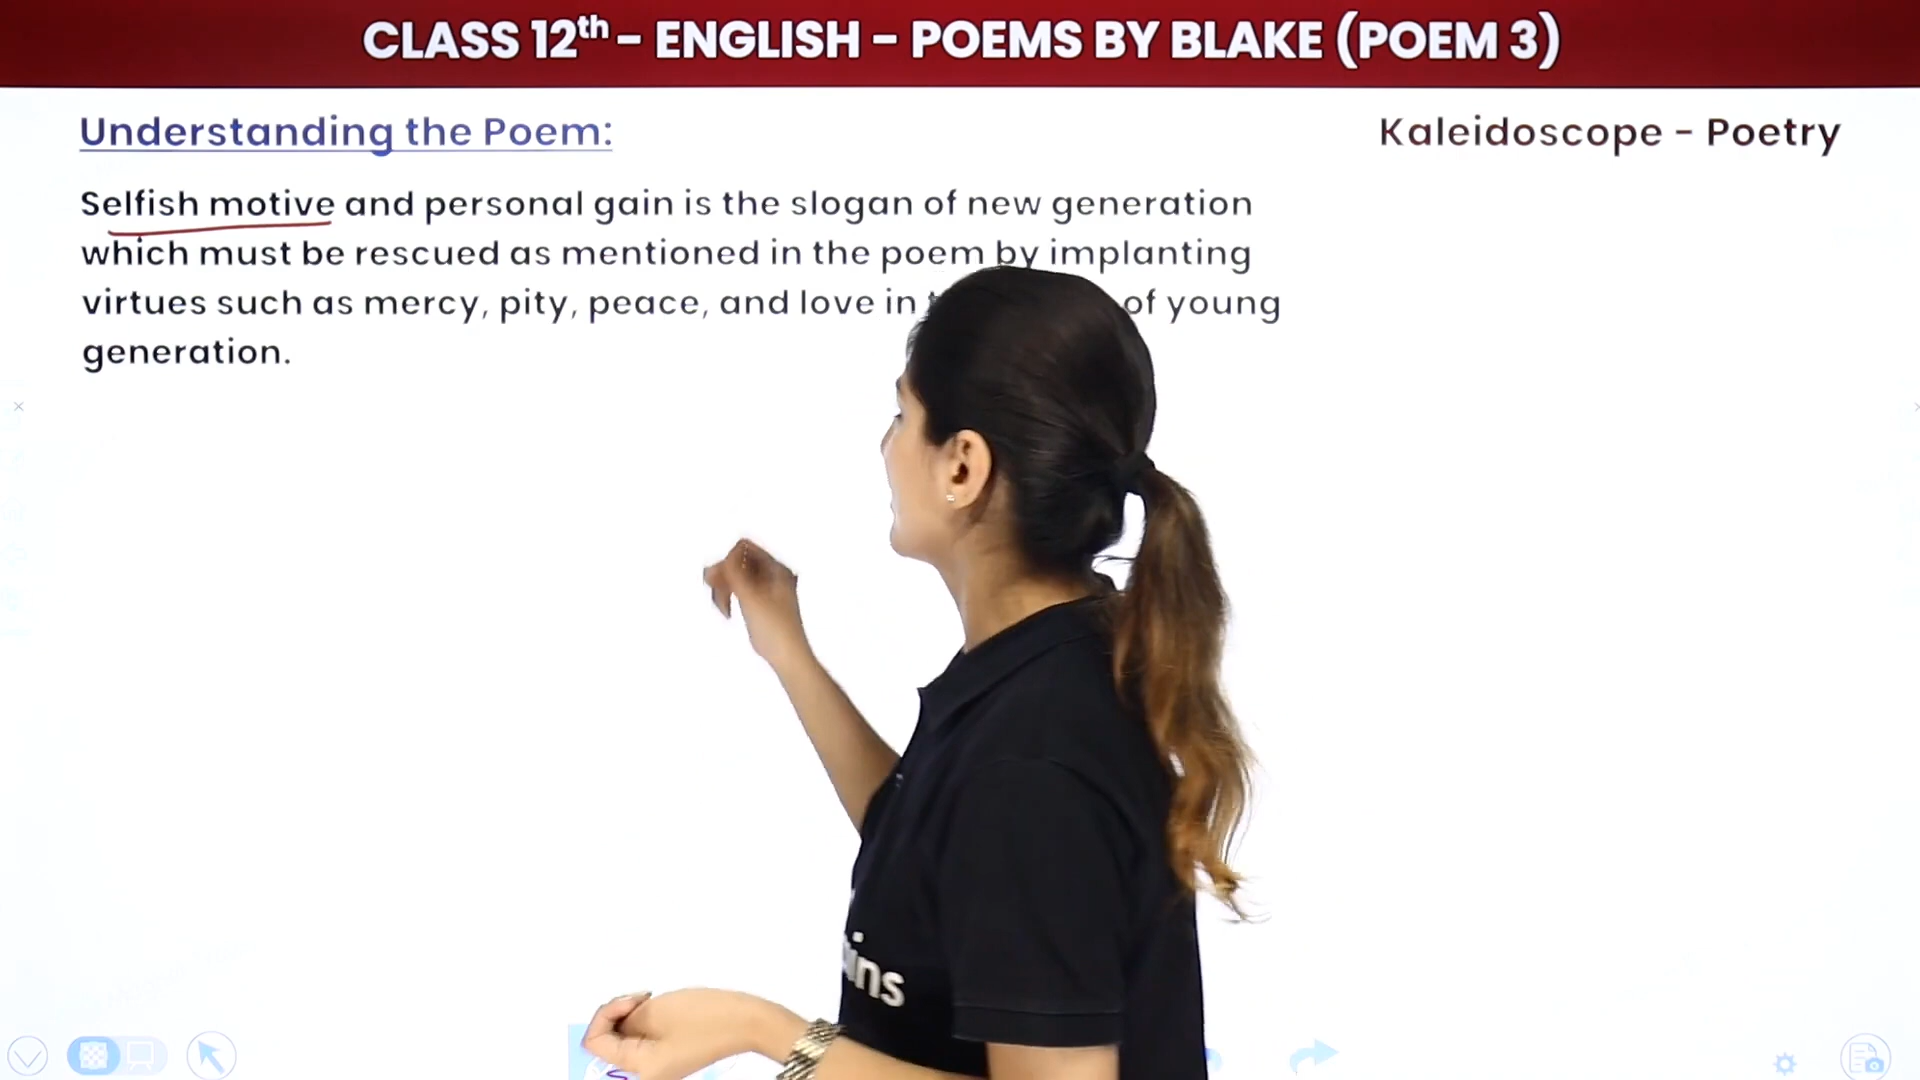 CLASS 12th - ENGLISH - POEMS BY BLAKE (POEM 3)
Understanding the Poem:
Kaleidoscope - Poetry
Selfish motive and personal gain is the slogan of new generation
which must be rescued as mentioned in the poem by implanting
virtues such as mercy, pity, peace, and love in of young
generation.